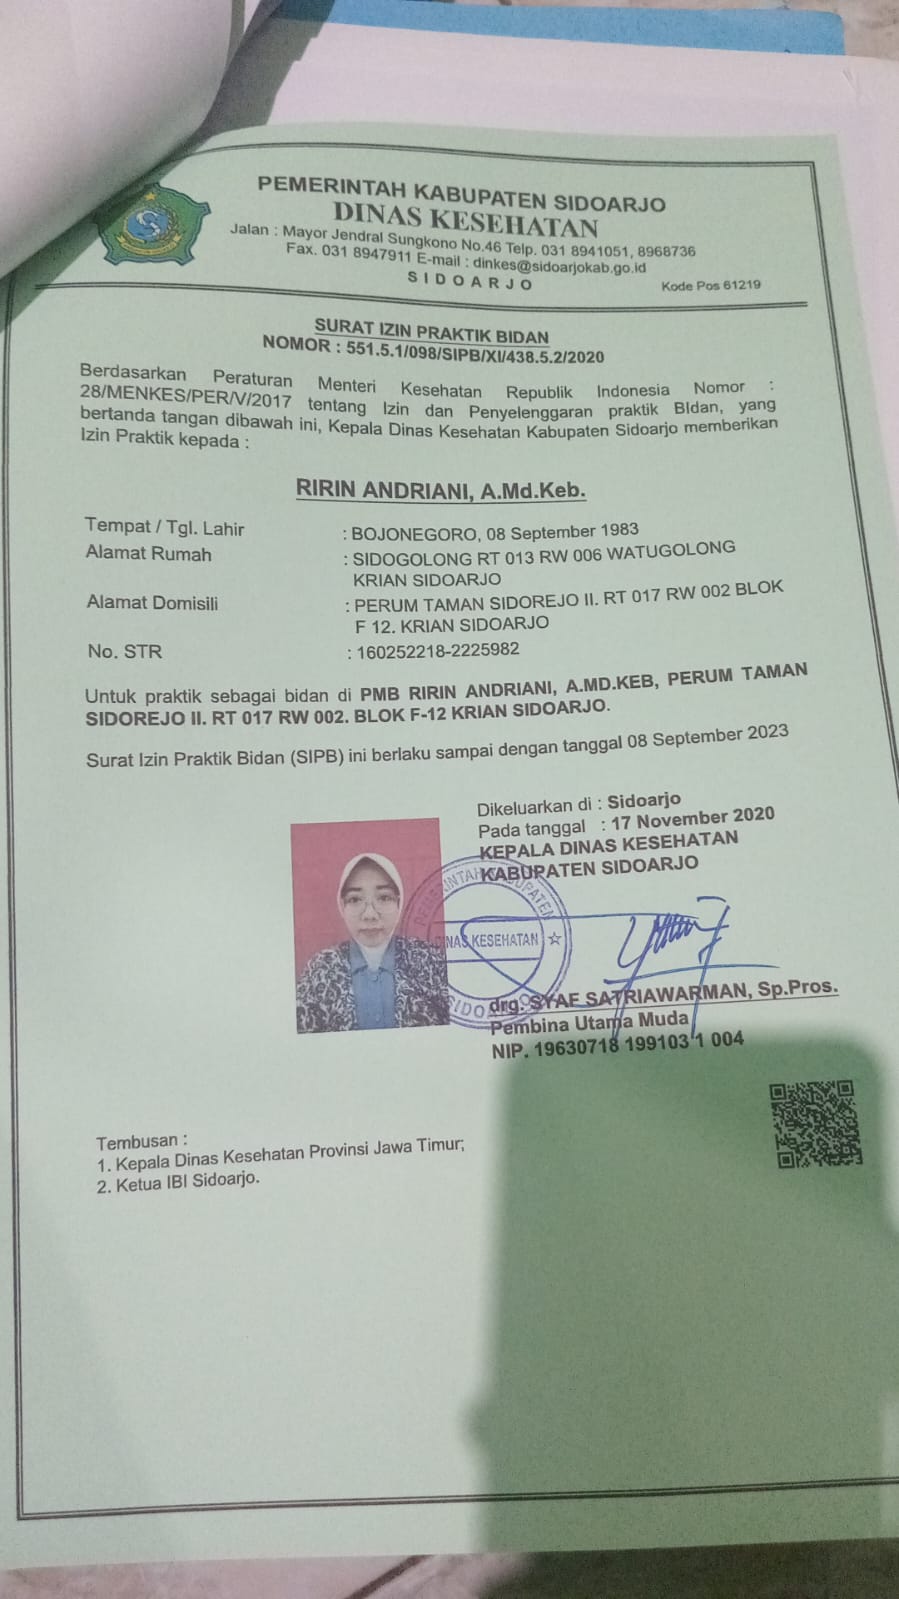 PEMERINTAH KABUPATEN SIDOARJO
DINAS KESEHATAN
Jalan : Mayor Jendral Sungkono No.46 Telp. 031 8941051, 8968736
Fax. 031 8947911 E-mail : dinkes@sidoarjokab.go.id
SIDOARJO
Kode Pos 61219
SURAT IZIN PRAKTIK BIDAN
NOMOR : 551.5.1/098/SIPB/XI/438.5.2/2020
Berdasarkan Peraturan Menteri Kesehatan Republik Indonesia Nomor :
28/MENKES/PER/V/2017 tentang Izin dan Penyelenggaran praktik BIdan, yang
bertanda tangan dibawah ini, Kepala Dinas Kesehatan Kabupaten Sidoarjo memberikan
Izin Praktik kepada :
RIRIN ANDRIANI, A.Md.Keb.
Tempat / Tgl. Lahir : BOJONEGORO, 08 September 1983
Alamat Rumah : SIDOGOLONG RT 013 RW 006 WATUGOLONG
KRIAN SIDOARJO
Alamat Domisili : PERUM TAMAN SIDOREJO II. RT 017 RW 002 BLOK
F 12. KRIAN SIDOARJO
No. STR : 160252218-2225982
Untuk praktik sebagai bidan di PMB RIRIN ANDRIANI, A.MD.KEB, PERUM TAMAN
SIDOREJO II. RT 017 RW 002. BLOK F-12 KRIAN SIDOARJO.
Surat Izin Praktik Bidan (SIPB) ini berlaku sampai dengan tanggal 08 September 2023
Dikeluarkan di : Sidoarjo
Pada tanggal : 17 November 2020
KEPALA DINAS KESEHATAN
KABUPATEN SIDOARJO
PEMERINTAH KABUPATEN
DINAS KESEHATAN
SIDOARJO
drg. SYAF SATRIAWARMAN, Sp.Pros.
Pembina Utama Muda
NIP. 19630718 199103 1 004
Tembusan :
1. Kepala Dinas Kesehatan Provinsi Jawa Timur;
2. Ketua IBI Sidoarjo.